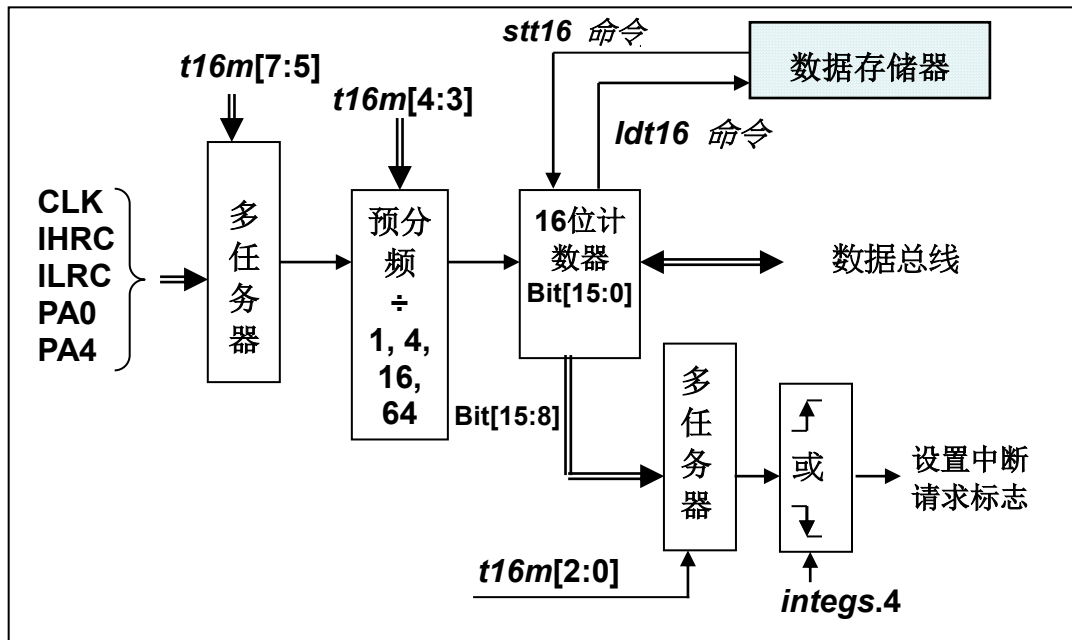 stt16 命令
数据存储器
t16m[7:5]
t16m[4:3]
ldt16 命令
CLK
IHRC
ILRC
PA0
PA4
多
任
务
器
预分
频
÷
1, 4,
16,
64
16位计
数器
Bit[15:0]
数据总线
Bit[15:8]
多
任
务
器
或
设置中断
请求标志
t16m[2:0]
integs.4